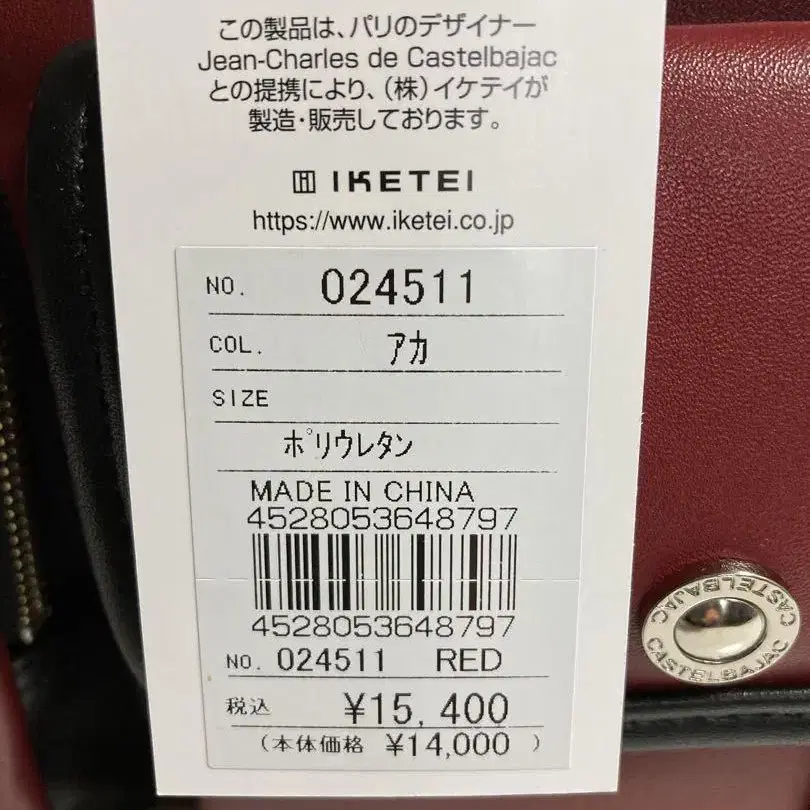 この製品は、パリのデザイナー
Jean-Charles de Castelbajac
との提携により、(株)イケテイが
製造・販売しております。
IKETEI
https://www.iketei.co.jp
NO. 024511
COL. アカ
SIZE
ポリウレタン
MADE IN CHINA
4528053648797
4528053648797
NO. 024511 RED
税込 ¥15,400
(本体価格 ¥14,000 )
CASTELBAJAC
CASTELBAJAC